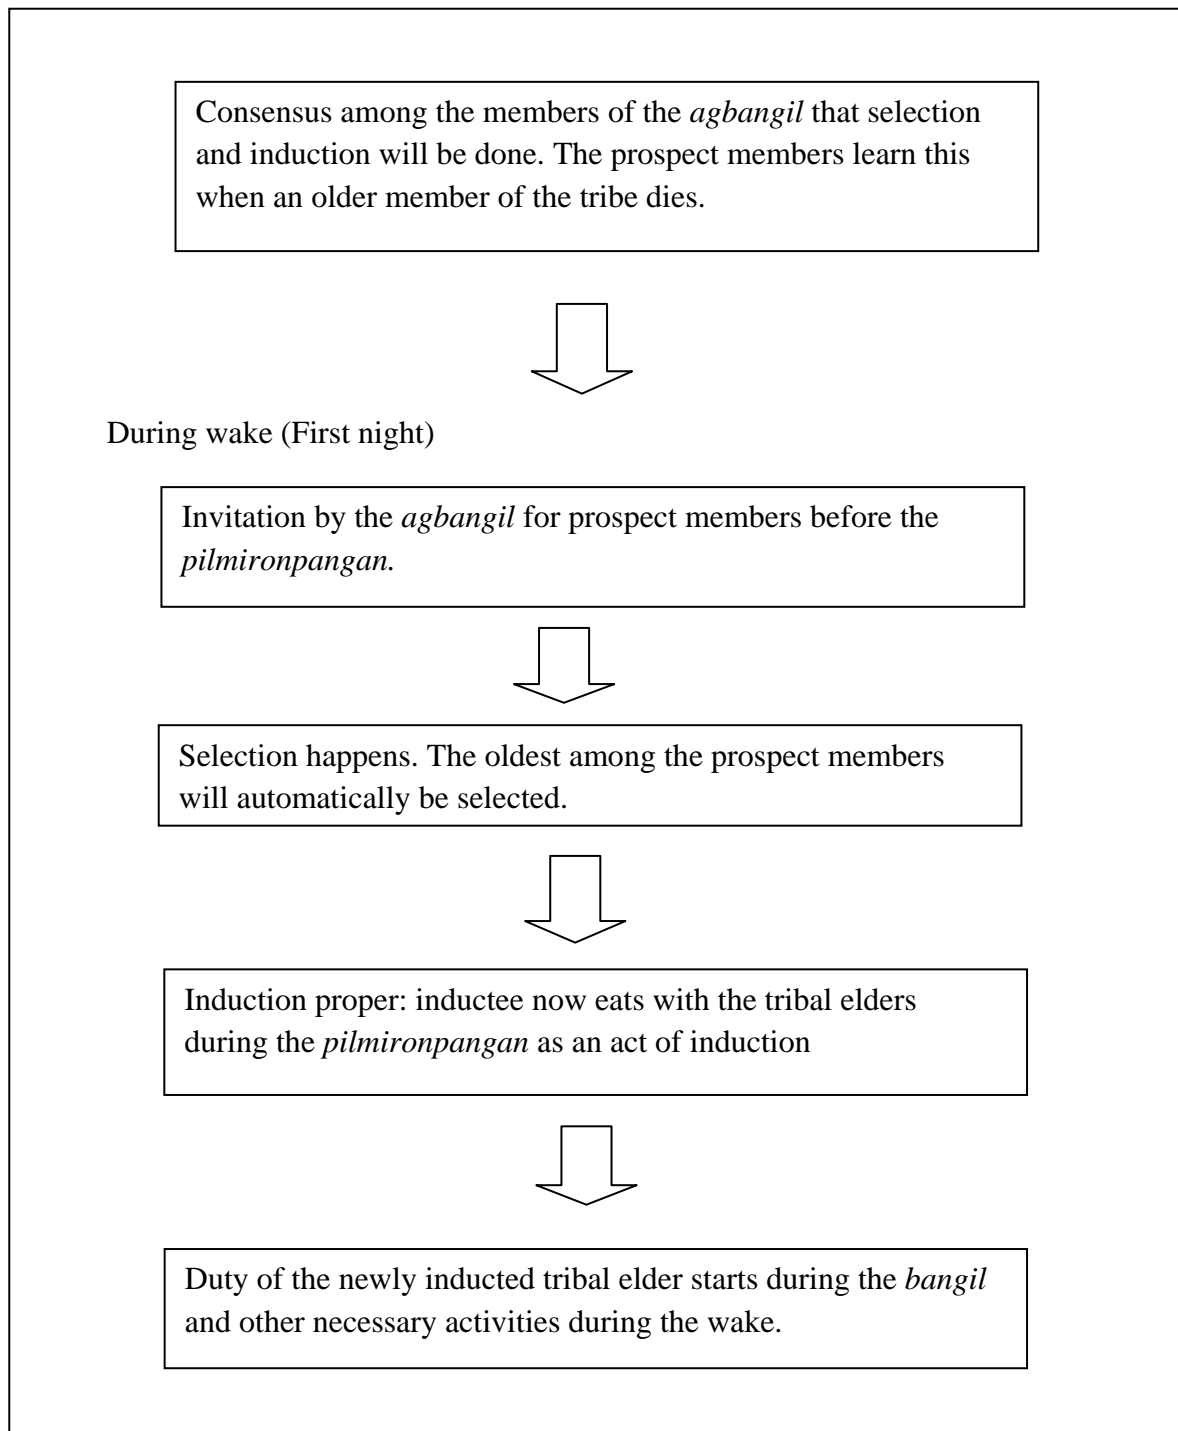 Consensus among the members of the agbangil that selection
and induction will be done. The prospect members learn this
when an older member of the tribe dies.
During wake (First night)
Invitation by the agbangil for prospect members before the
pilmironpangan.
Selection happens. The oldest among the prospect members
will automatically be selected.
Induction proper: inductee now eats with the tribal elders
during the pilmironpangan as an act of induction
Duty of the newly inducted tribal elder starts during the bangil
and other necessary activities during the wake.